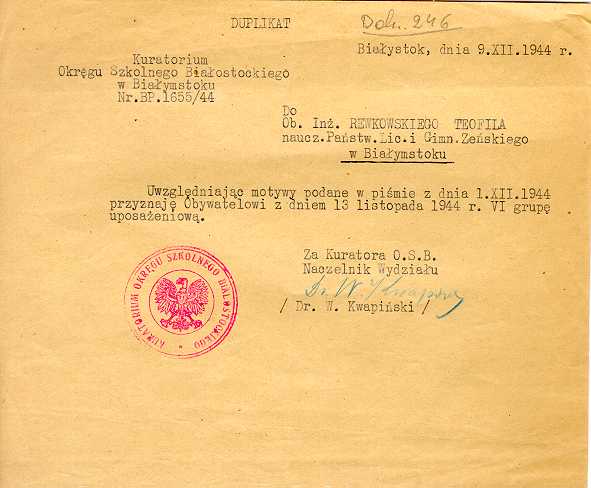 DUPLIKAT
Dok. 246
Białystok, dnia 9.XII.1944 r.
Kuratorium
Okręgu Szkolnego Białostockiego
w Białymstoku
Nr.BP.1655/44
Do
Ob. Inż. REWKOWSKIEGO TEOFILA
naucz.Państw.Lic.i Gimn.Żeńskiego
w Białymstoku
Uwzględniając motywy podane w piśmie z dnia 1.XII.1944
przyznaję Obywatelowi z dniem 13 listopada 1944 r. VI grupę
uposażeniową.
Za Kuratora O.S.B.
Naczelnik Wydziału
Dr. W. Kwapiński
/ Dr. W. Kwapiński /
KURATORIUM OKRĘGU SZKOLNEGO BIAŁOSTOCKIEGO